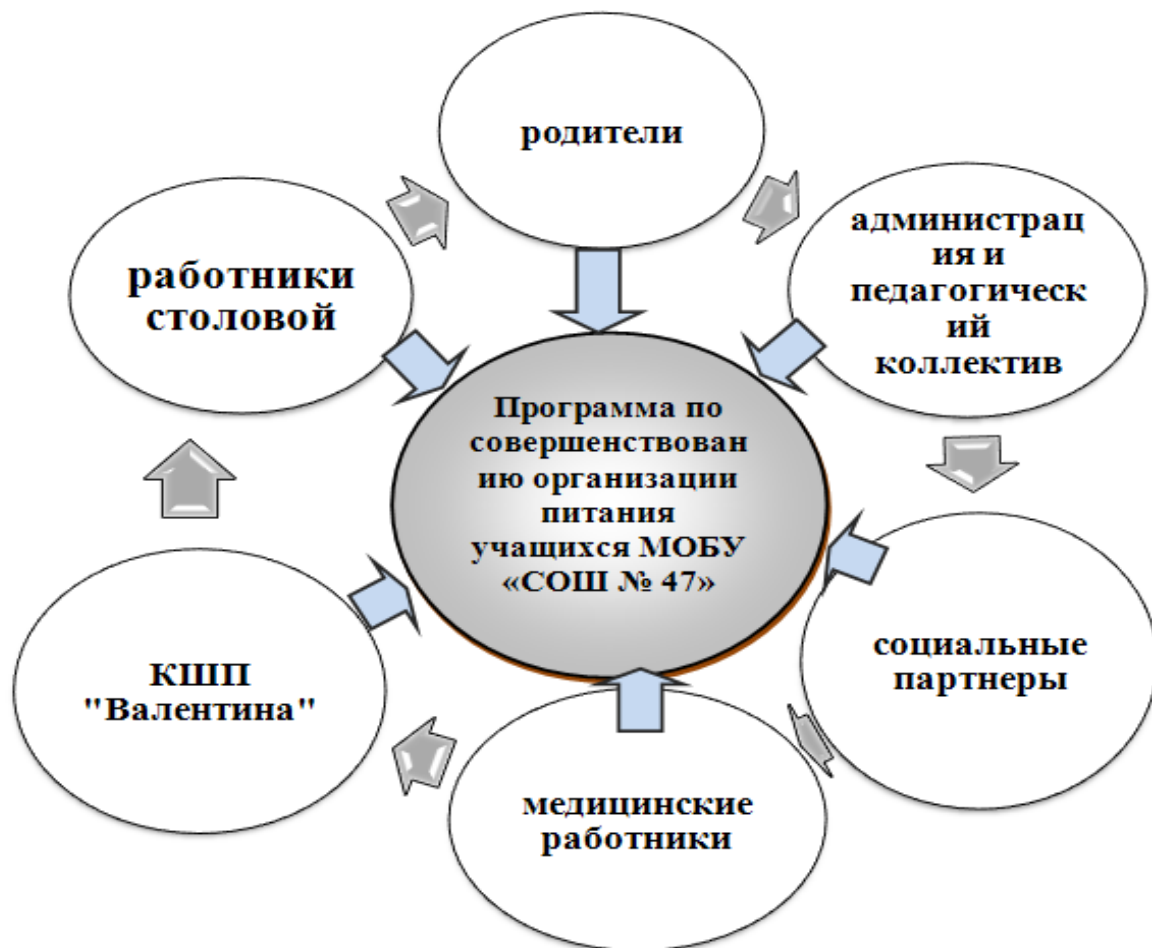 родители
администрац
ия и
педагогическ
ий
коллектив
работники
столовой
Программа по
совершенствован
ию организации
питания
учащихся МОБУ
«СОШ № 47»
социальные
партнеры
КШП
"Валентина"
медицинские
работники